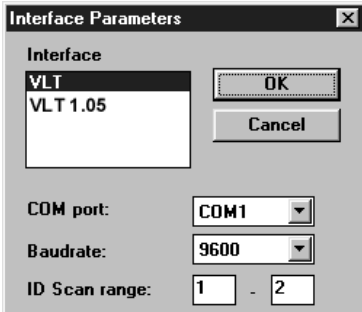 Interface Parameters
Interface
VLT
VLT 1.05
OK
Cancel
COM port:
COM1
Baudrate:
9600
ID Scan range:
1 - 2